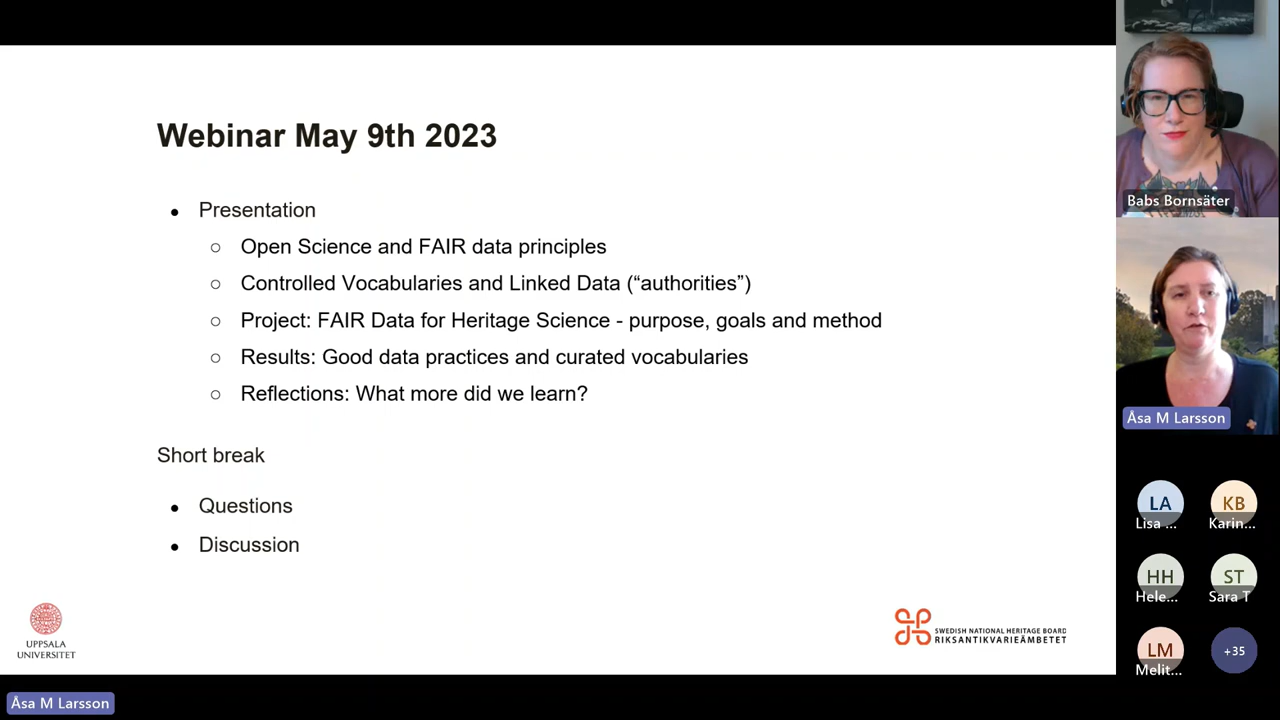 Webinar May 9th 2023
● Presentation
○ Open Science and FAIR data principles
○ Controlled Vocabularies and Linked Data (“authorities”)
○ Project: FAIR Data for Heritage Science - purpose, goals and method
○ Results: Good data practices and curated vocabularies
○ Reflections: What more did we learn?
Short break
● Questions
● Discussion
UPPSALA
UNIVERSITET
SWEDISH NATIONAL HERITAGE BOARD
RIKSANTIKVARIEÄMBETET
Åsa M Larsson
Babs Bornsäter
Åsa M Larsson
LA KB
Lisa ... Karin...
HH ST
Hele... Sara T
LM +35
Melit...